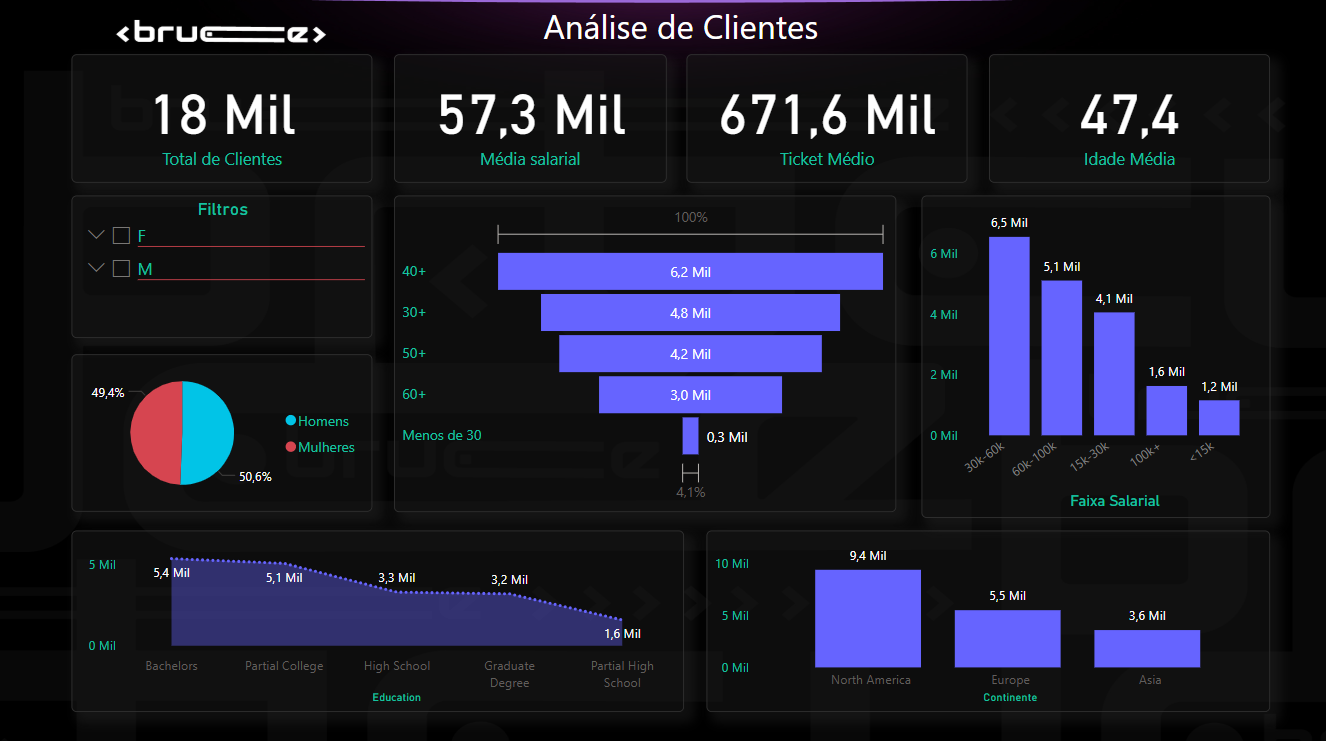 <bruce>
Análise de Clientes
18 Mil
Total de Clientes
57,3 Mil
Média salarial
671,6 Mil
Ticket Médio
47,4
Idade Média
Filtros
F
M
49,4%
50,6%
Homens
Mulheres
100%
40+
6,2 Mil
30+
4,8 Mil
50+
4,2 Mil
60+
3,0 Mil
Menos de 30
0,3 Mil
4,1%
6 Mil
4 Mil
2 Mil
0 Mil
6,5 Mil
5,1 Mil
4,1 Mil
1,6 Mil
1,2 Mil
30k-60k
60k-100k
15k-30k
100k+
<15k
Faixa Salarial
5 Mil
0 Mil
5,4 Mil
5,1 Mil
3,3 Mil
3,2 Mil
1,6 Mil
Bachelors
Partial College
High School
Graduate
Degree
Partial High
School
Education
10 Mil
5 Mil
0 Mil
9,4 Mil
5,5 Mil
3,6 Mil
North America
Europe
Asia
Continente